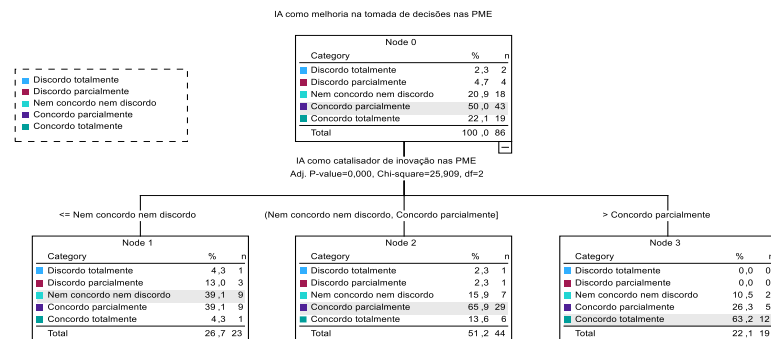 IA como melhoria na tomada de decisões nas PME
Node 0
Category % n
Discordo totalmente 2,3 2
Discordo parcialmente 4,7 4
Nem concordo nem discordo 20 ,9 18
Concordo parcialmente 50 ,0 43
Concordo totalmente 22 ,1 19
Total 100 ,0 86
Discordo totalmente
Discordo parcialmente
Nem concordo nem discordo
Concordo parcialmente
Concordo totalmente
IA como catalisador de inovação nas PME
Adj. P-value=0,000, Chi-square=25,909, df=2
<= Nem concordo nem discordo
(Nem concordo nem discordo, Concordo parcialmente]
> Concordo parcialmente
Node 1
Category % n
Discordo totalmente 4,3 1
Discordo parcialmente 13,0 3
Nem concordo nem discordo 39 ,1 9
Concordo parcialmente 39 ,1 9
Concordo totalmente 4,3 1
Total 26 ,7 23
Node 2
Category % n
Discordo totalmente 2,3 1
Discordo parcialmente 2,3 1
Nem concordo nem discordo 15 ,9 7
Concordo parcialmente 65 ,9 29
Concordo totalmente 13 ,6 6
Total 51 ,2 44
Node 3
Category % n
Discordo totalmente 0,0 0
Discordo parcialmente 0,0 0
Nem concordo nem discordo 10 ,5 2
Concordo parcialmente 26 ,3 5
Concordo totalmente 63 ,2 12
Total 22 ,1 19